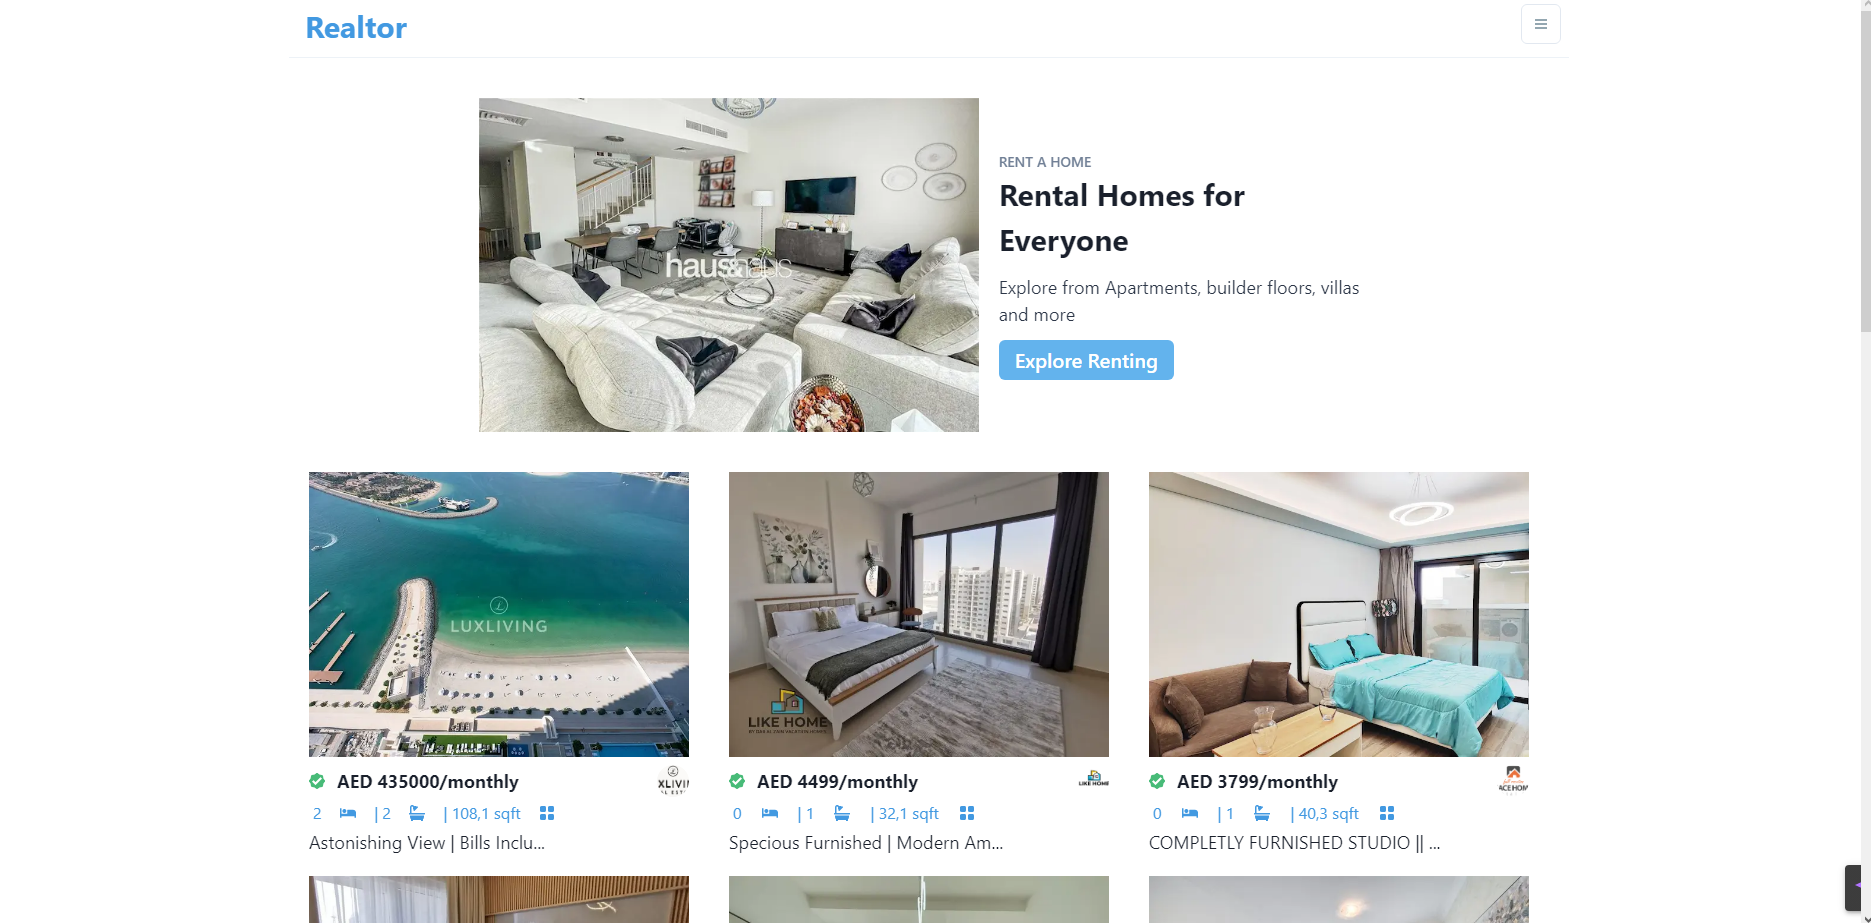 Realtor
haus&haus
RENT A HOME
Rental Homes for
Everyone
Explore from Apartments, builder floors, villas
and more
Explore Renting
LUXLIVING
LIKE HOME
AED 435000/monthly
2 | 2 | 108,1 sqft
Astonishing View | Bills Inclu...
AED 4499/monthly
LIKE HOME
0 | 1 | 32,1 sqft
Specious Furnished | Modern Am...
AED 3799/monthly
0 | 1 | 40,3 sqft
COMPLETLY FURNISHED STUDIO || ...